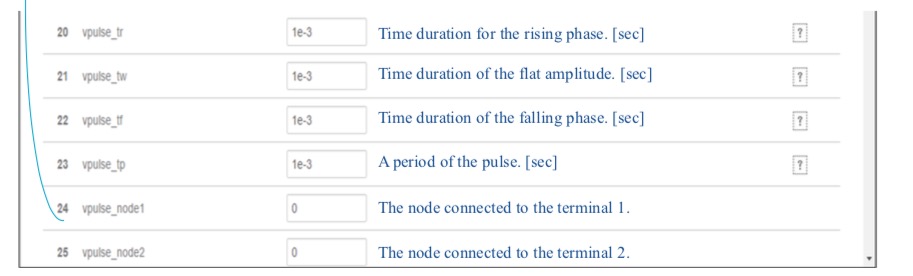 20 vpulse_tr 1e-3 Time duration for the rising phase. [sec] ?
21 vpulse_tw 1e-3 Time duration of the flat amplitude. [sec] ?
22 vpulse_tf 1e-3 Time duration of the falling phase. [sec] ?
23 vpulse_tp 1e-3 A period of the pulse. [sec] ?
24 vpulse_node1 0 The node connected to the terminal 1.
25 vpulse_node2 0 The node connected to the terminal 2.